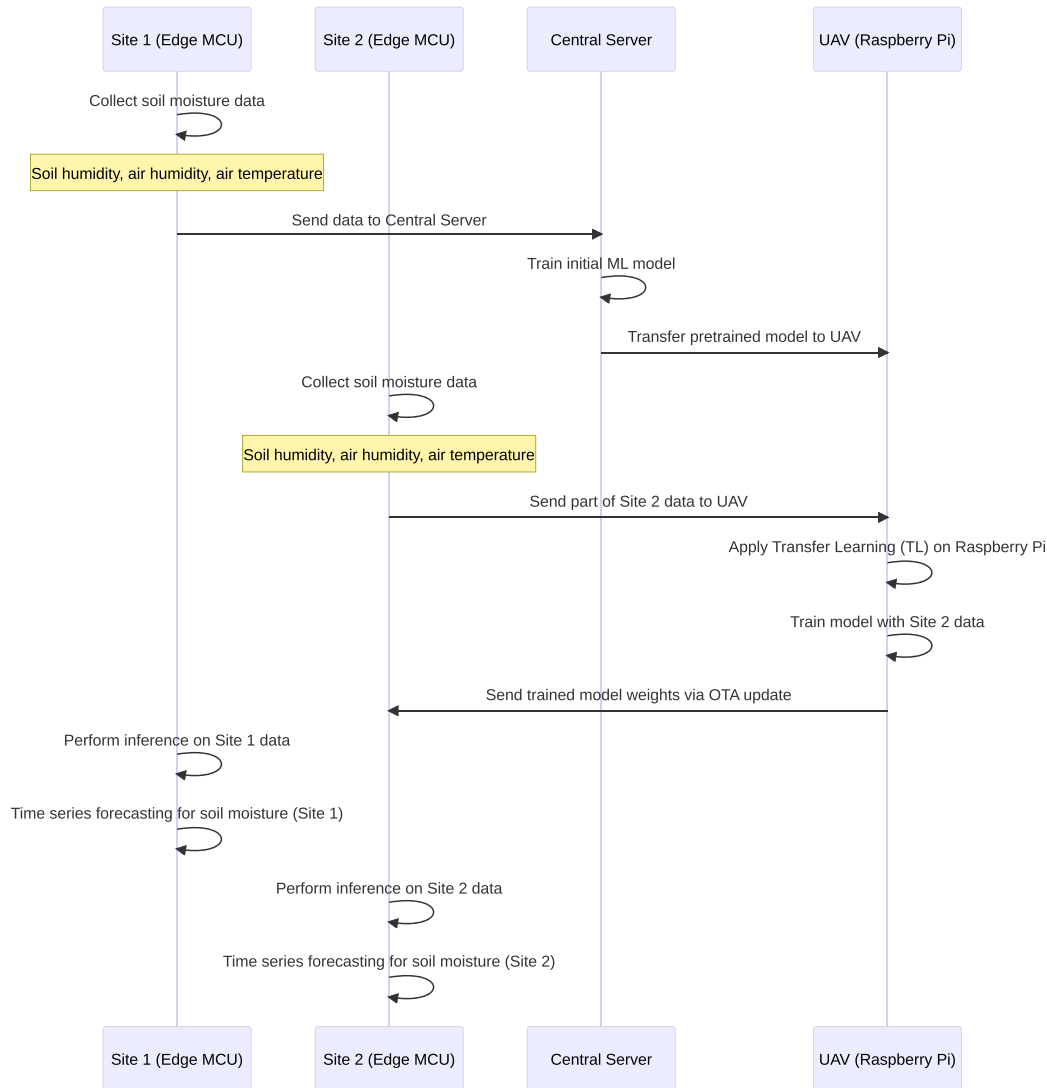 Site 1 (Edge MCU)
Site 2 (Edge MCU)
Central Server
UAV (Raspberry Pi)
Collect soil moisture data
Soil humidity, air humidity, air temperature
Send data to Central Server
Train initial ML model
Transfer pretrained model to UAV
Collect soil moisture data
Soil humidity, air humidity, air temperature
Send part of Site 2 data to UAV
Apply Transfer Learning (TL) on Raspberry Pi
Train model with Site 2 data
Send trained model weights via OTA update
Perform inference on Site 1 data
Time series forecasting for soil moisture (Site 1)
Perform inference on Site 2 data
Time series forecasting for soil moisture (Site 2)
Site 1 (Edge MCU)
Site 2 (Edge MCU)
Central Server
UAV (Raspberry Pi)